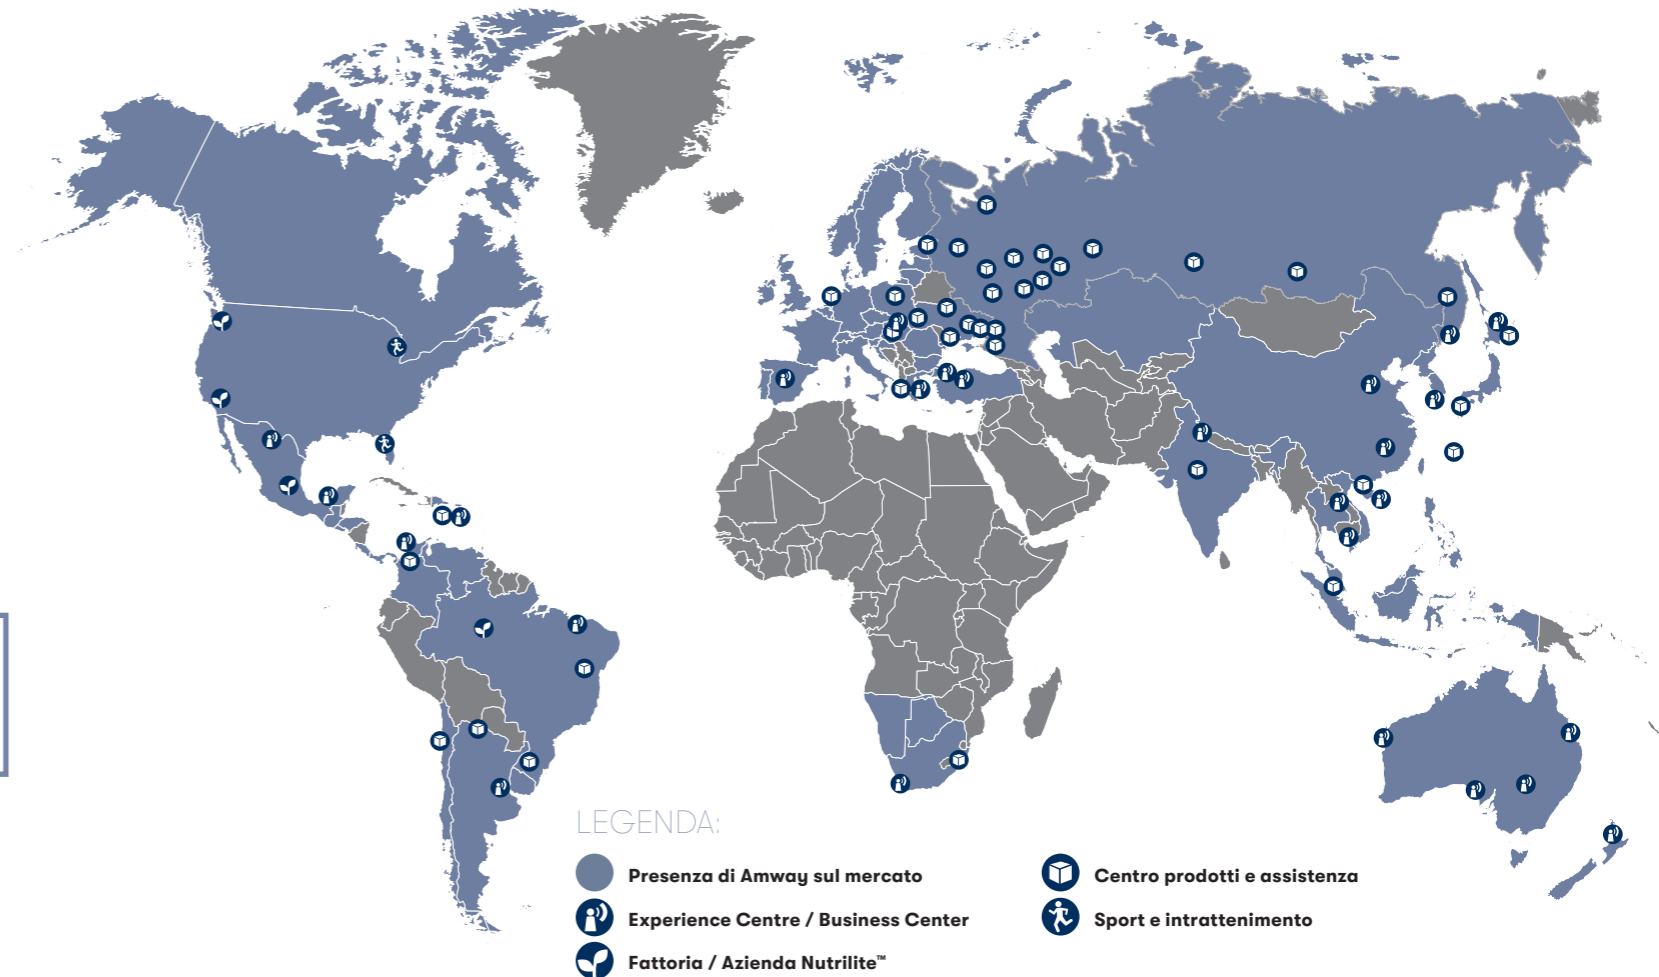 LEGENDA:
Presenza di Amway sul mercato
Experience Centre / Business Center
Fattoria / Azienda Nutrilite™
Centro prodotti e assistenza
Sport e intrattenimento